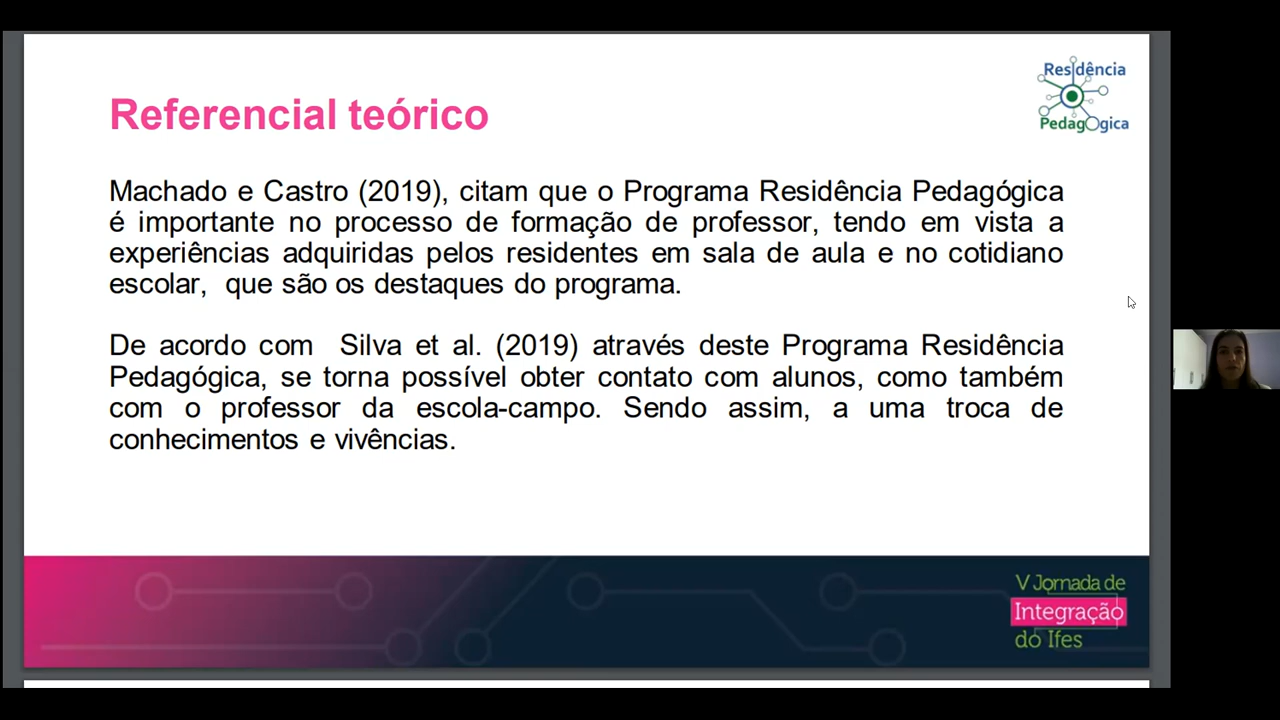 Residência
Pedagógica
Referencial teórico
Machado e Castro (2019), citam que o Programa Residência Pedagógica
é importante no processo de formação de professor, tendo em vista a
experiências adquiridas pelos residentes em sala de aula e no cotidiano
escolar,  que são os destaques do programa.
De acordo com  Silva et al. (2019) através deste Programa Residência
Pedagógica, se torna possível obter contato com alunos, como também
com o professor da escola-campo. Sendo assim, a uma troca de
conhecimentos e vivências.
V Jornada de
Integração
do Ifes